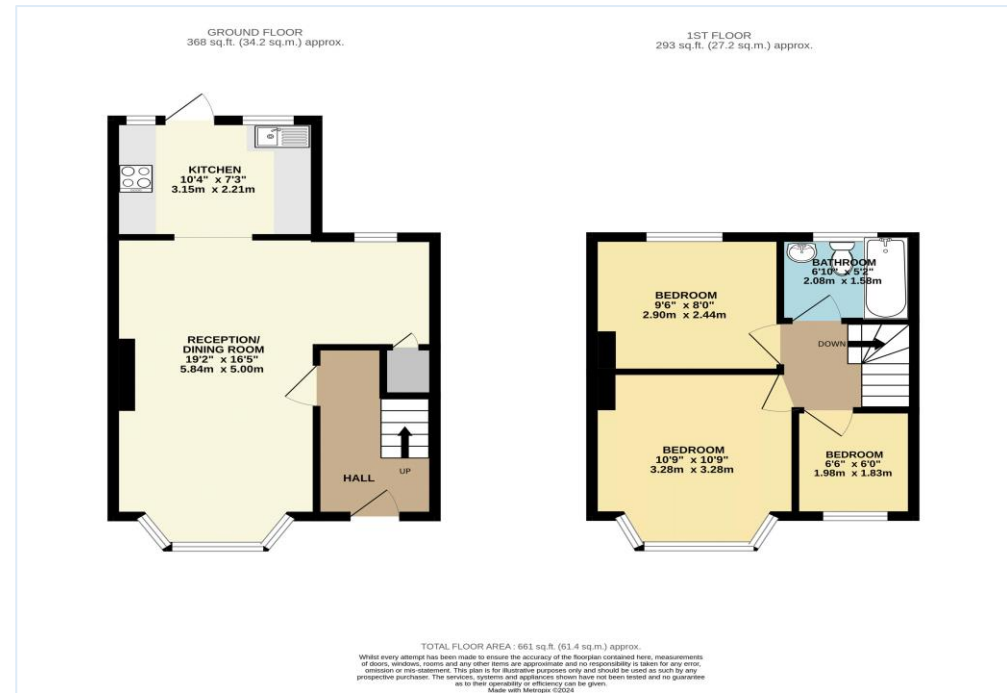 GROUND FLOOR
368 sq.ft. (34.2 sq.m.) approx.
KITCHEN
10'4" x 7'3"
3.15m x 2.21m
RECEPTION/
DINING ROOM
19'2" x 16'5"
5.84m x 5.00m
HALL
UP
1ST FLOOR
293 sq.ft. (27.2 sq.m.) approx.
BEDROOM
9'6" x 8'0"
2.90m x 2.44m
BATHROOM
6'10" x 5'2"
2.08m x 1.58m
DOWN
BEDROOM
10'9" x 10'9"
3.28m x 3.28m
BEDROOM
6'6" x 6'0"
1.98m x 1.83m
TOTAL FLOOR AREA : 661 sq.ft. (61.4 sq.m.) approx.
Whilst every attempt has been made to ensure the accuracy of the floorplan contained here, measurements
of doors, windows, rooms and any other items are approximate and no responsibility is taken for any error,
omission or mis-statement. This plan is for illustrative purposes only and should be used as such by any
prospective purchaser. The services, systems and appliances shown have not been tested and no guarantee
as to their operability or efficiency can be given.
Made with Metropix ©2024